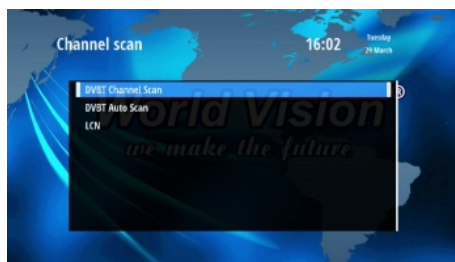 Channel scan
16:02
Tuesday
29 March
DVBT Channel Scan
DVBT Auto Scan
LCN
World Vision ®
we make the future